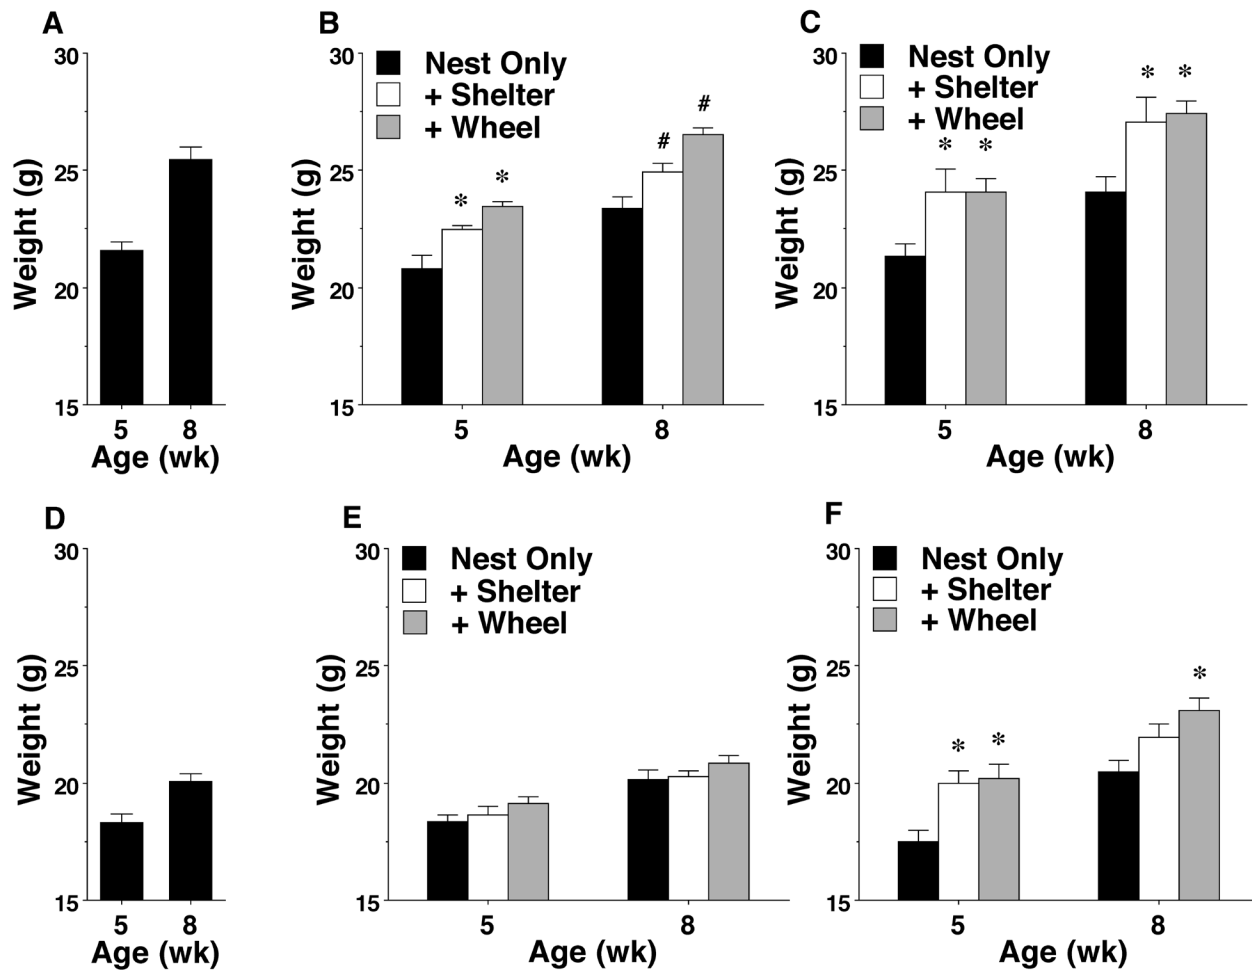 A
30
25
20
15
Weight (g)
5 8
Age (wk)
B
30
25
20
15
Weight (g)
Nest Only
+ Shelter
+ Wheel
* *
# #
5 8
Age (wk)
C
30
25
20
15
Weight (g)
Nest Only
+ Shelter
+ Wheel
* *
* *
5 8
Age (wk)
D
30
25
20
15
Weight (g)
5 8
Age (wk)
E
30
25
20
15
Weight (g)
Nest Only
+ Shelter
+ Wheel
5 8
Age (wk)
F
30
25
20
15
Weight (g)
Nest Only
+ Shelter
+ Wheel
* *
*
5 8
Age (wk)